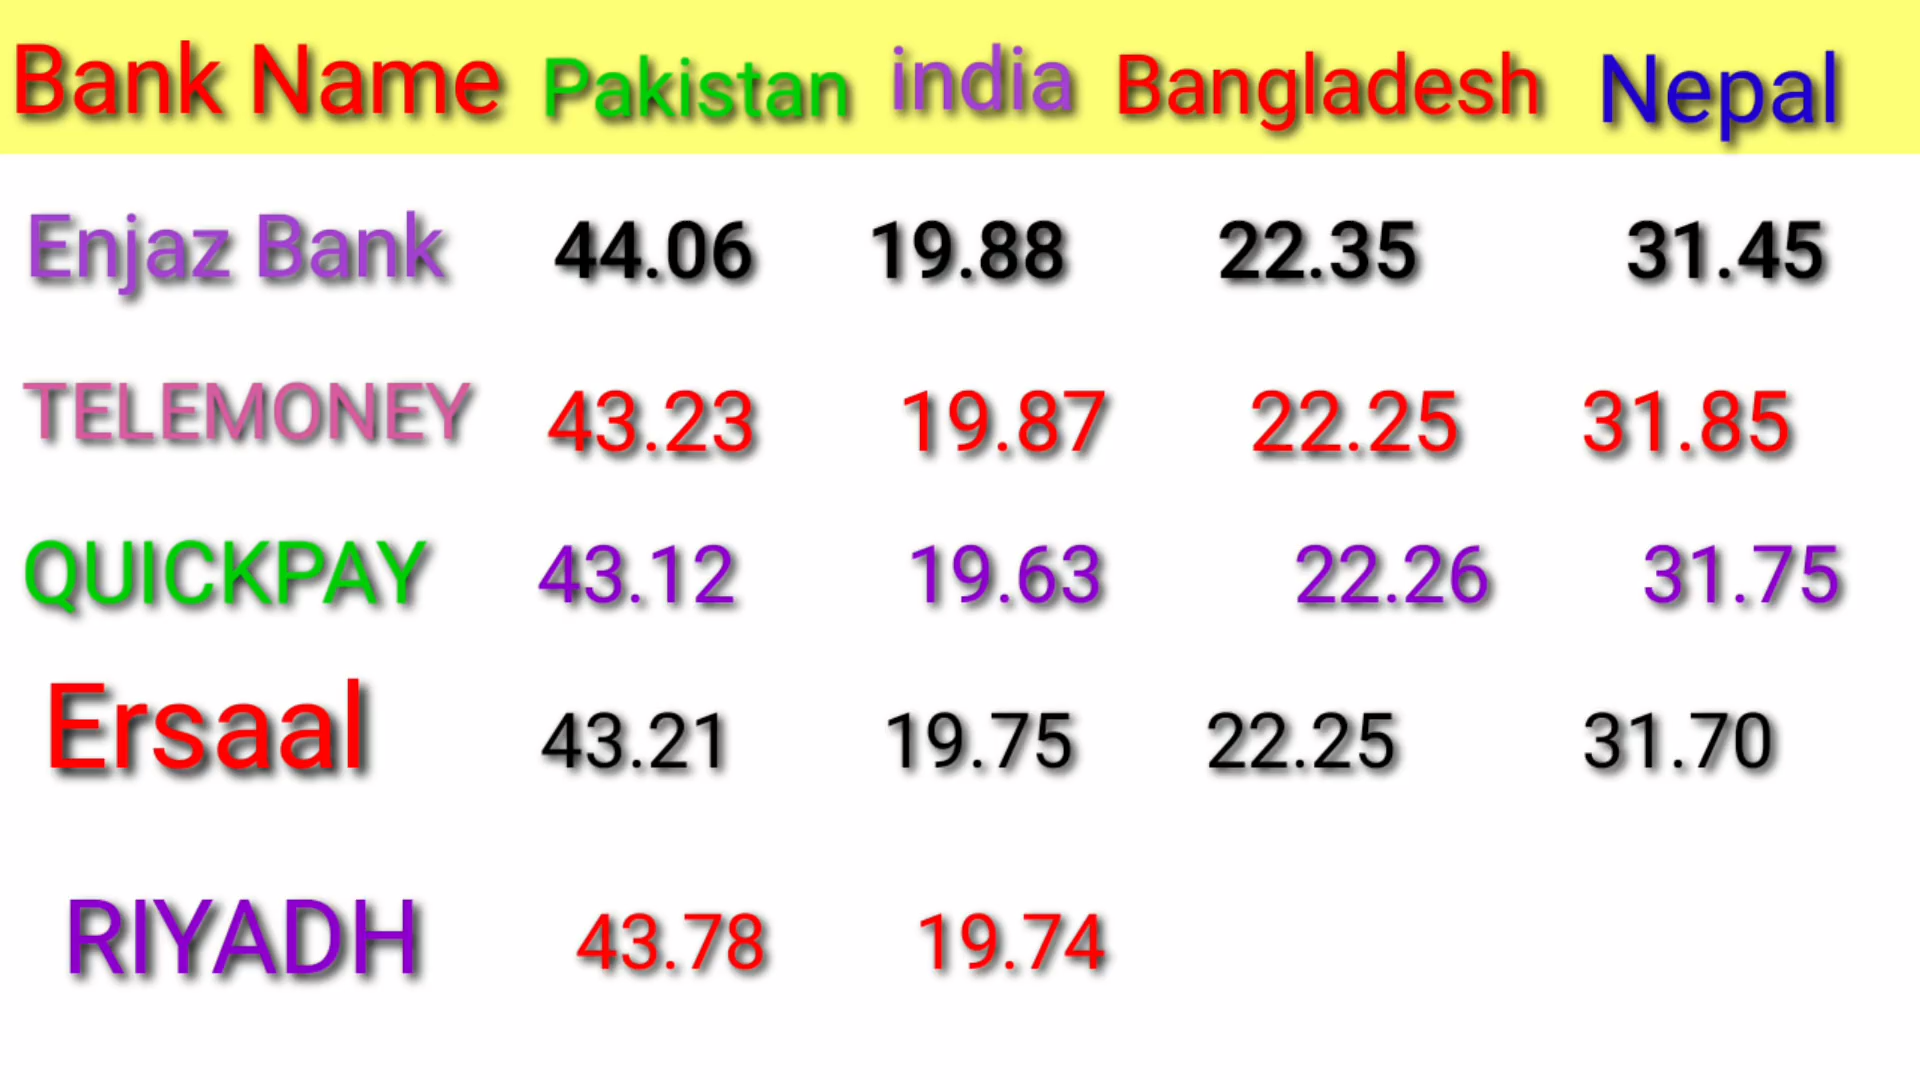 Bank Name Pakistan india Bangladesh Nepal
Enjaz Bank 44.06 19.88 22.35 31.45
TELEMONEY 43.23 19.87 22.25 31.85
QUICKPAY 43.12 19.63 22.26 31.75
Ersaal 43.21 19.75 22.25 31.70
RIYADH 43.78 19.74